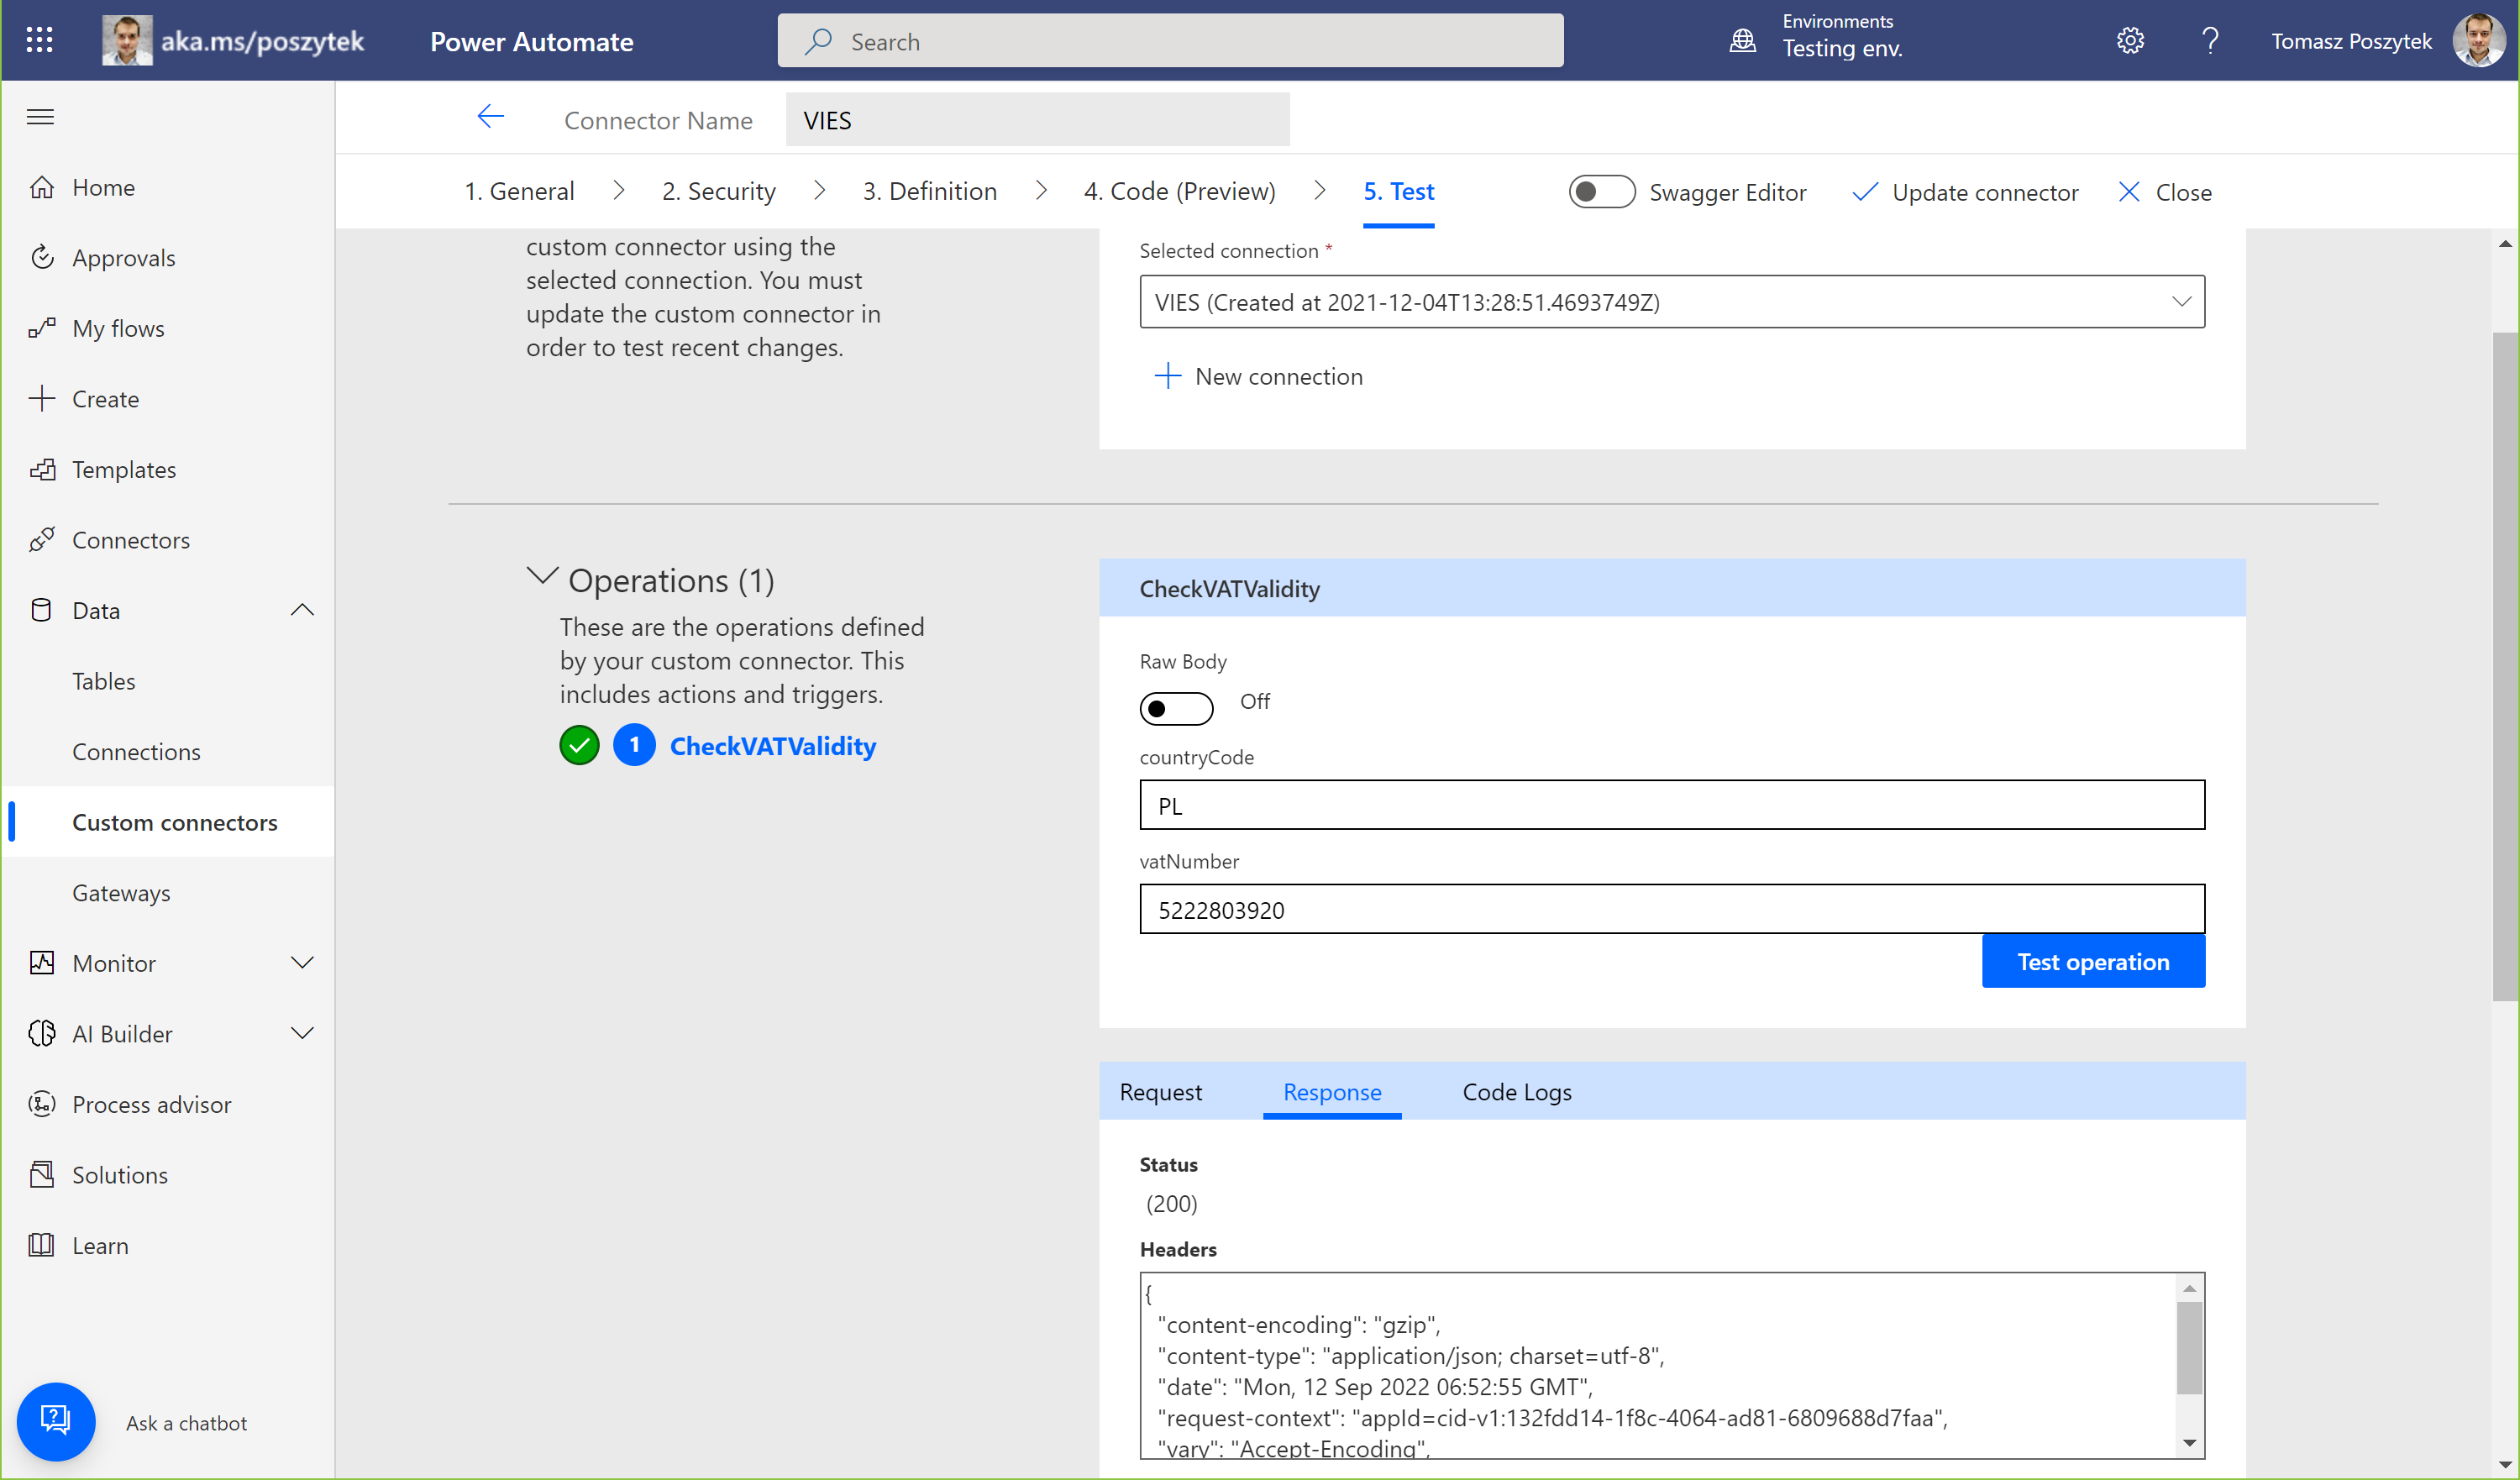 aka.ms/poszytek
Power Automate
Search
Environments
Testing env.
?
Tomasz Poszytek
Connector Name
VIES
1. General
2. Security
3. Definition
4. Code (Preview)
5. Test
Swagger Editor
Update connector
Close
Home
Approvals
My flows
Create
Templates
Connectors
Data
Tables
Connections
Custom connectors
Gateways
Monitor
AI Builder
Process advisor
Solutions
Learn
Ask a chatbot
custom connector using the
selected connection. You must
update the custom connector in
order to test recent changes.
Selected connection *
VIES (Created at 2021-12-04T13:28:51.4693749Z)
New connection
Operations (1)
These are the operations defined
by your custom connector. This
includes actions and triggers.
1 CheckVATValidity
CheckVATValidity
Raw Body
Off
countryCode
PL
vatNumber
5222803920
Test operation
Request
Response
Code Logs
Status
(200)
Headers
{
"content-encoding": "gzip",
"content-type": "application/json; charset=utf-8",
"date": "Mon, 12 Sep 2022 06:52:55 GMT",
"request-context": "appId=cid-v1:132fdd14-1f8c-4064-ad81-6809688d7faa",
"vary": "Accept-Encoding",